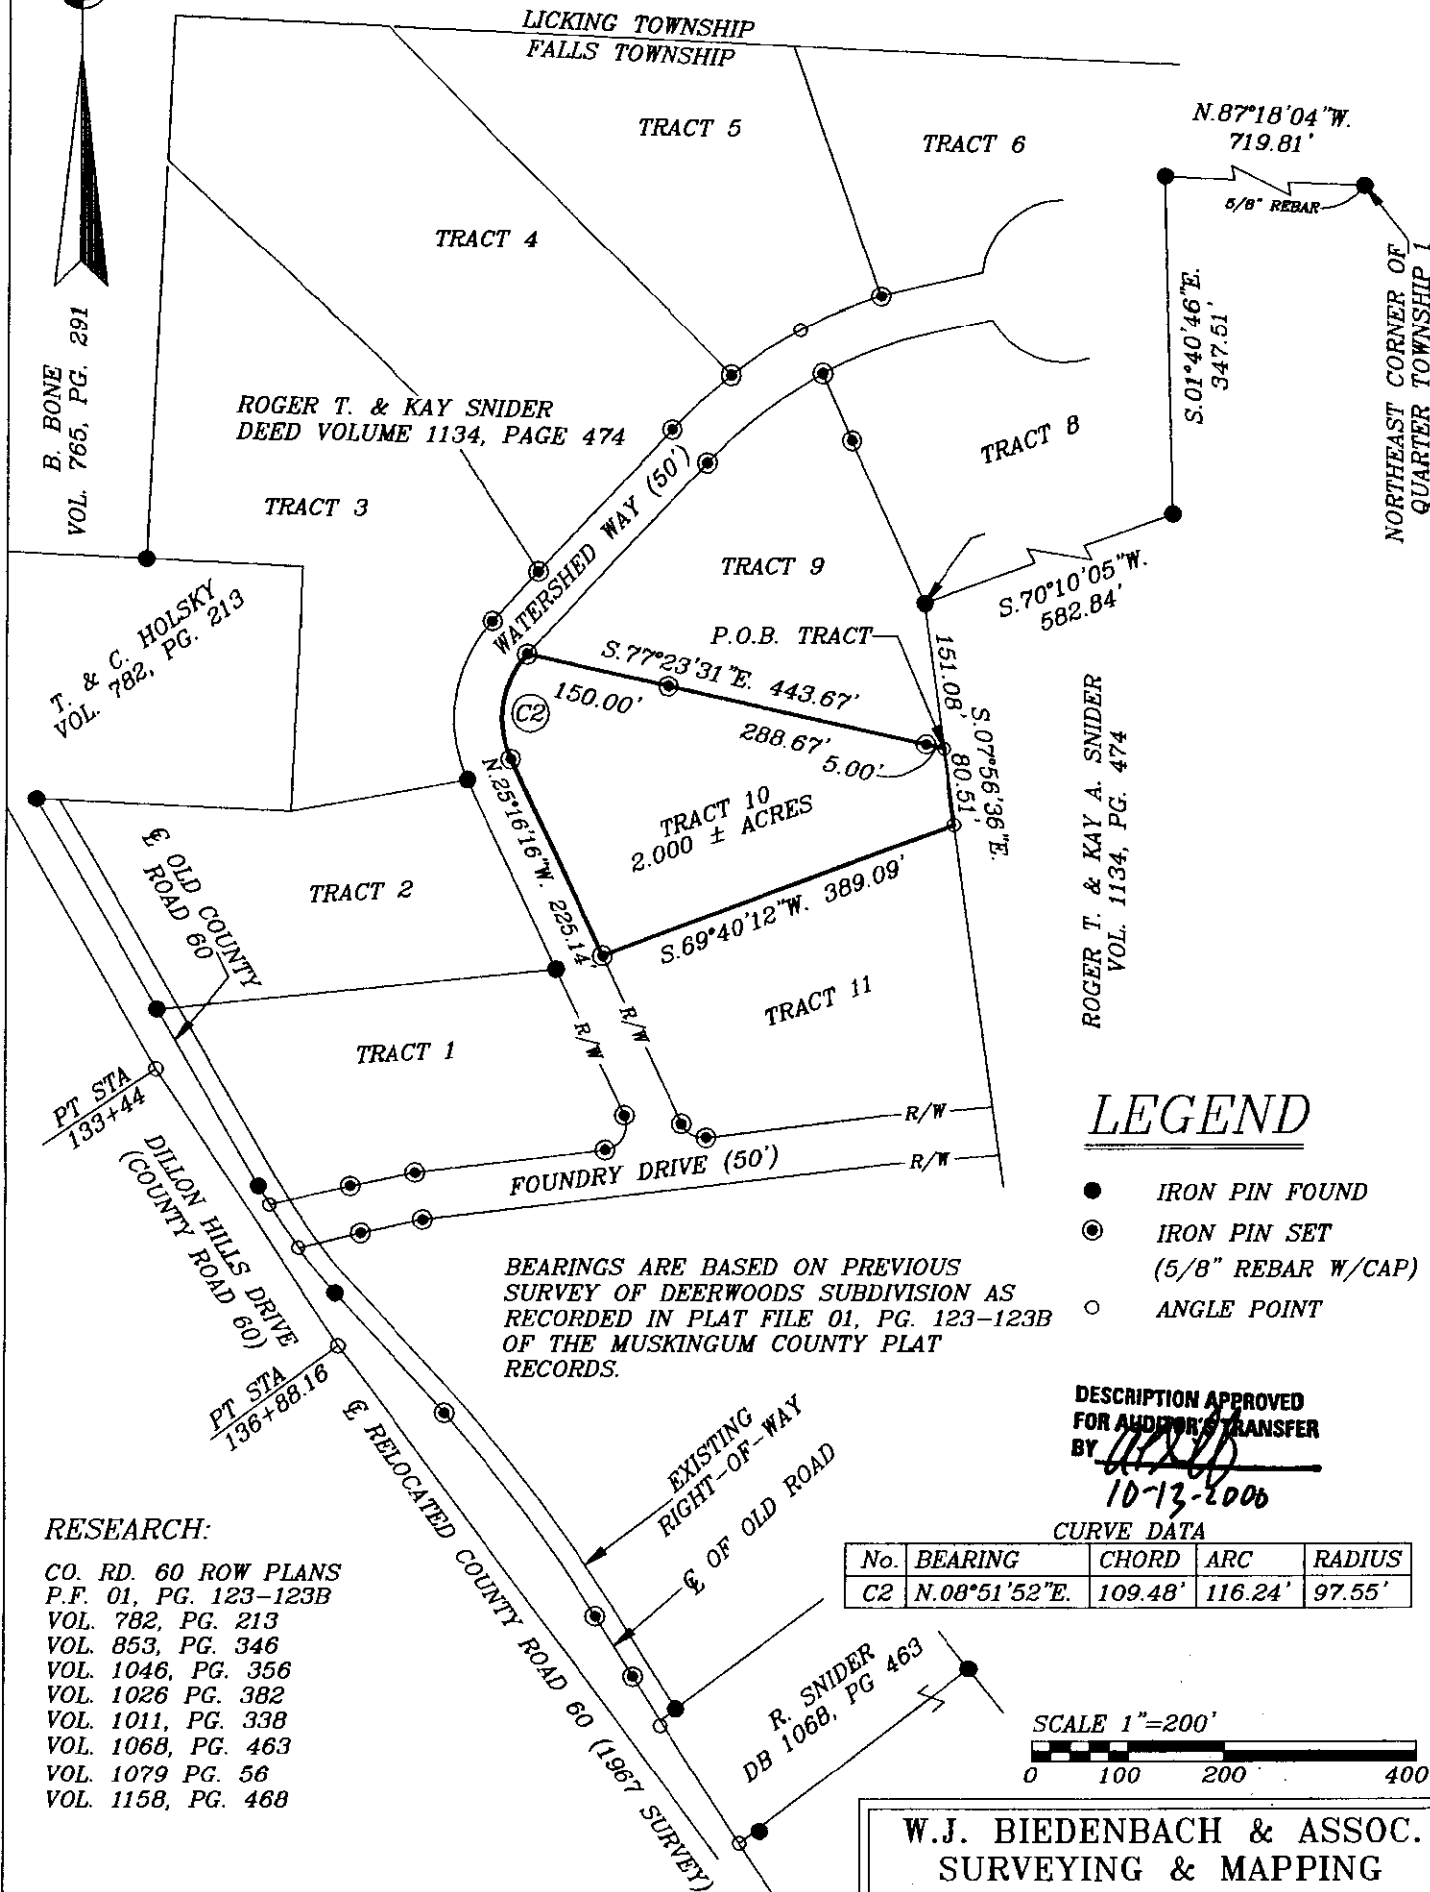 LICKING TOWNSHIP
FALLS TOWNSHIP
TRACT 5
TRACT 6
N.87°18'04"W.
719.81'
5/8" REBAR
TRACT 4
S.01°40'46"E.
347.51'
NORTHEAST CORNER OF
QUARTER TOWNSHIP 1
B. BONE
VOL. 765, PG. 291
ROGER T. & KAY SNIDER
DEED VOLUME 1134, PAGE 474
TRACT 8
TRACT 3
WATERSHED WAY (50')
TRACT 9
S.70°10'05"W.
582.84'
T. & C. HOLSKY
VOL. 782, PG. 213
P.O.B. TRACT
151.08'
S.77°23'31"E. 443.67'
150.00'
C2
288.67'
5.00'
S.07°56'36"E.
80.51'
ROGER T. & KAY A. SNIDER
VOL. 1134, PG. 474
N.25°16'16"W. 225.14'
TRACT 10
2.000 ± ACRES
S.69°40'12"W. 389.09'
℄ OLD COUNTY
ROAD 60
TRACT 2
TRACT 11
R/W
R/W
TRACT 1
PT STA
133+44
R/W
R/W
FOUNDRY DRIVE (50')
DILLON HILLS DRIVE
(COUNTY ROAD 60)
LEGEND
IRON PIN FOUND
IRON PIN SET
(5/8" REBAR W/CAP)
ANGLE POINT
BEARINGS ARE BASED ON PREVIOUS
SURVEY OF DEERWOODS SUBDIVISION AS
RECORDED IN PLAT FILE 01, PG. 123-123B
OF THE MUSKINGUM COUNTY PLAT
RECORDS.
PT STA
136+88.16
℄ RELOCATED COUNTY ROAD 60 (1967 SURVEY)
EXISTING
RIGHT-OF-WAY
℄ OF OLD ROAD
DESCRIPTION APPROVED
FOR AUDITOR'S TRANSFER
BY
10-13-2000
RESEARCH:
CO. RD. 60 ROW PLANS
P.F. 01, PG. 123-123B
VOL. 782, PG. 213
VOL. 853, PG. 346
VOL. 1046, PG. 356
VOL. 1026 PG. 382
VOL. 1011, PG. 338
VOL. 1068, PG. 463
VOL. 1079 PG. 56
VOL. 1158, PG. 468
CURVE DATA
No. BEARING CHORD ARC RADIUS
C2 N.08°51'52"E. 109.48' 116.24' 97.55'
R. SNIDER
DB 1068, PG 463
SCALE 1"=200'
0 100 200 400
W.J. BIEDENBACH & ASSOC.
SURVEYING & MAPPING